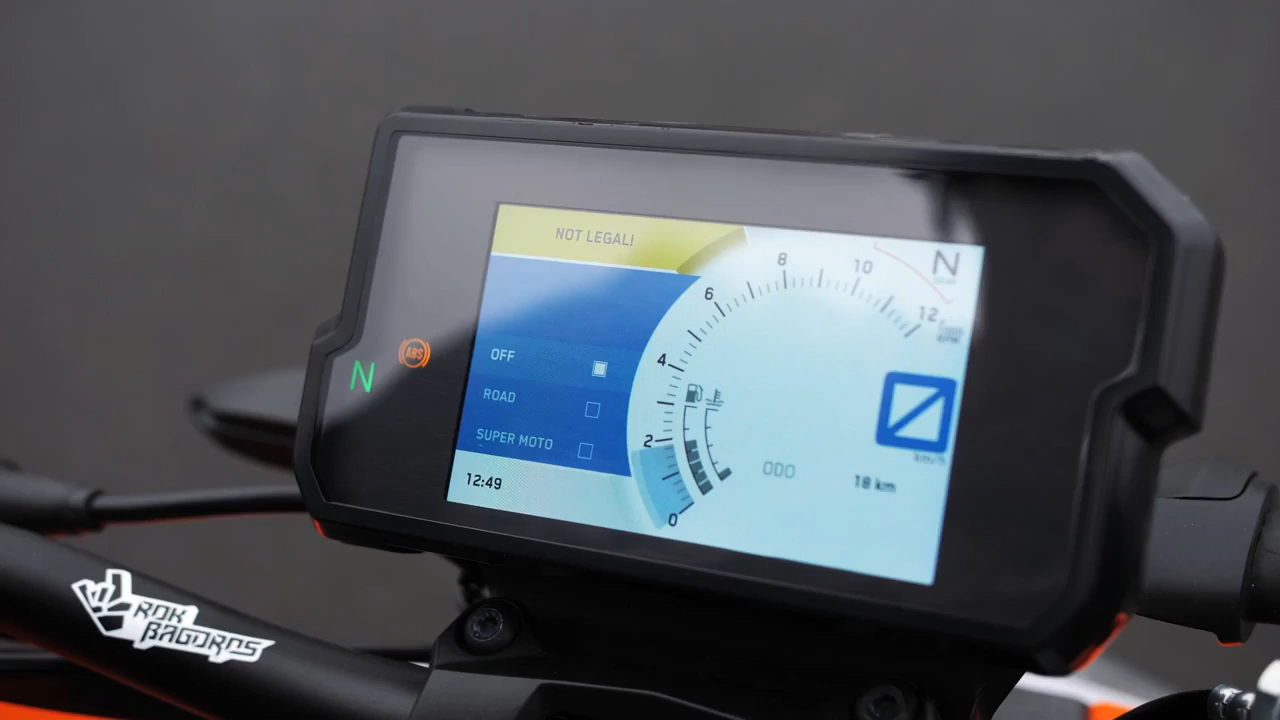 NOT LEGAL!
OFF
ROAD
SUPER MOTO
12:49
0
2
4
6
8
10
12
N
ODO
18 km
km/h
N
ABS
ROK
BAGOROS